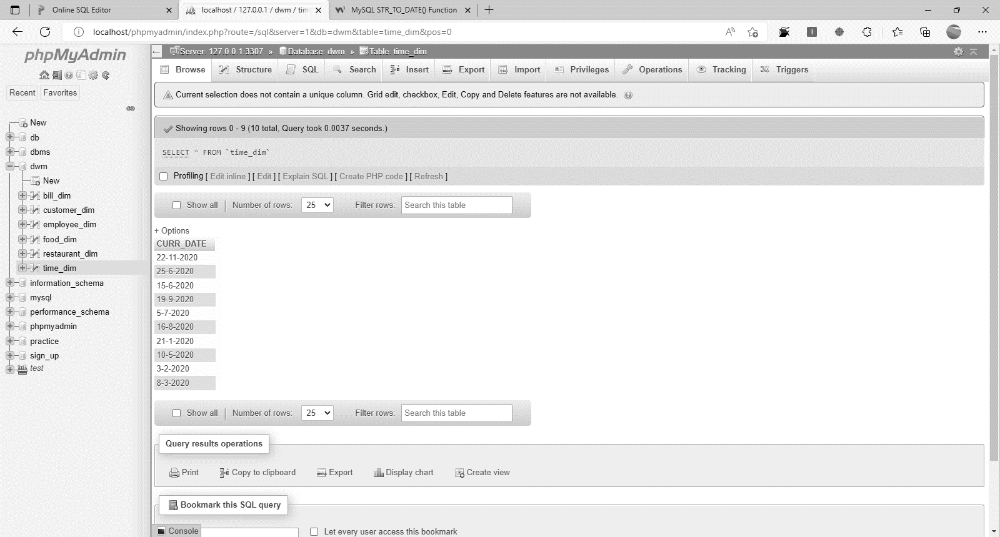 Online SQL Editor
localhost / 127.0.0.1 / dwm / tim
MySQL STR_TO_DATE() Function
localhost/phpmyadmin/index.php?route=/sql&server=1&db=dwm&table=time_dim&pos=0
phpMyAdmin
Recent
Favorites
New
db
dbms
dwm
New
bill_dim
customer_dim
employee_dim
food_dim
restaurant_dim
time_dim
information_schema
mysql
performance_schema
phpmyadmin
practice
sign_up
test
Server: 127.0.0.1:3307 » Database: dwm » Table: time_dim
Browse Structure SQL Search Insert Export Import Privileges Operations Tracking Triggers
Current selection does not contain a unique column. Grid edit, checkbox, Edit, Copy and Delete features are not available.
Showing rows 0 - 9 (10 total, Query took 0.0037 seconds.)
SELECT * FROM `time_dim`
Profiling [ Edit inline ] [ Edit ] [ Explain SQL ] [ Create PHP code ] [ Refresh ]
Show all | Number of rows: 25 Filter rows: Search this table
+ Options
CURR_DATE
22-11-2020
25-6-2020
15-6-2020
19-9-2020
5-7-2020
16-8-2020
21-1-2020
10-5-2020
3-2-2020
8-3-2020
Show all | Number of rows: 25 Filter rows: Search this table
Query results operations
Print Copy to clipboard Export Display chart Create view
Bookmark this SQL query
Console
Let every user access this bookmark